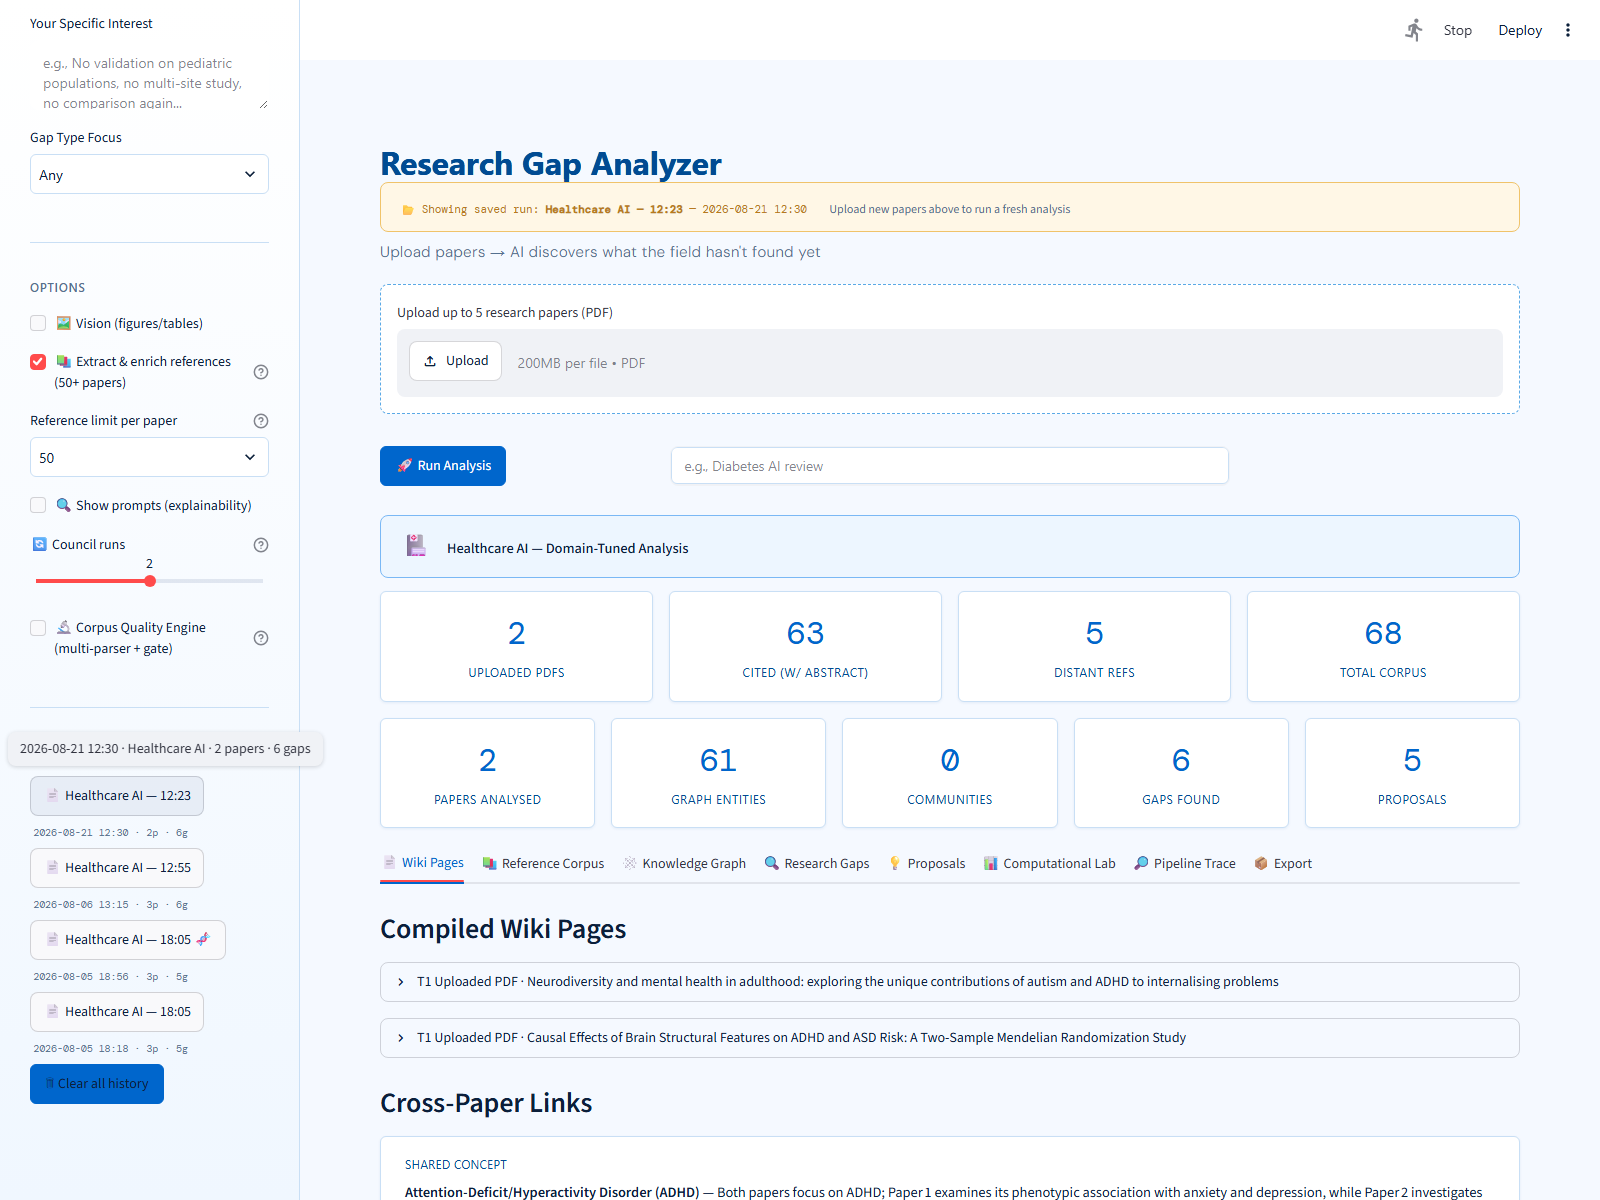 Your Specific Interest
e.g., No validation on pediatric
populations, no multi-site study,
no comparison again...
Gap Type Focus
Any
OPTIONS
Vision (figures/tables)
Extract & enrich references
(50+ papers)
Reference limit per paper
50
Show prompts (explainability)
Council runs
2
Corpus Quality Engine
(multi-parser + gate)
2026-08-21 12:30 · Healthcare AI · 2 papers · 6 gaps
Healthcare AI — 12:23
2026-08-21 12:30 · 2p · 6g
Healthcare AI — 12:55
2026-08-06 13:15 · 3p · 6g
Healthcare AI — 18:05
2026-08-05 18:56 · 3p · 5g
Healthcare AI — 18:05
2026-08-05 18:18 · 3p · 5g
Clear all history
Stop Deploy
Research Gap Analyzer
Showing saved run: Healthcare AI — 12:23 — 2026-08-21 12:30 Upload new papers above to run a fresh analysis
Upload papers → AI discovers what the field hasn't found yet
Upload up to 5 research papers (PDF)
Upload 200MB per file • PDF
Run Analysis e.g., Diabetes AI review
Healthcare AI — Domain-Tuned Analysis
2 63 5 68
UPLOADED PDFS CITED (W/ ABSTRACT) DISTANT REFS TOTAL CORPUS
2 61 0 6 5
PAPERS ANALYSED GRAPH ENTITIES COMMUNITIES GAPS FOUND PROPOSALS
Wiki Pages Reference Corpus Knowledge Graph Research Gaps Proposals Computational Lab Pipeline Trace Export
Compiled Wiki Pages
T1 Uploaded PDF · Neurodiversity and mental health in adulthood: exploring the unique contributions of autism and ADHD to internalising problems
T1 Uploaded PDF · Causal Effects of Brain Structural Features on ADHD and ASD Risk: A Two-Sample Mendelian Randomization Study
Cross-Paper Links
SHARED CONCEPT
Attention-Deficit/Hyperactivity Disorder (ADHD) — Both papers focus on ADHD; Paper 1 examines its phenotypic association with anxiety and depression, while Paper 2 investigates